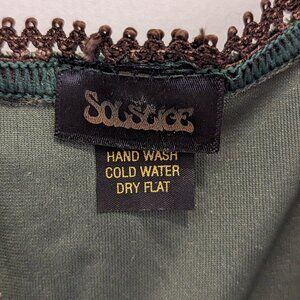 SOLSTICE
HAND WASH
COLD WATER
DRY FLAT